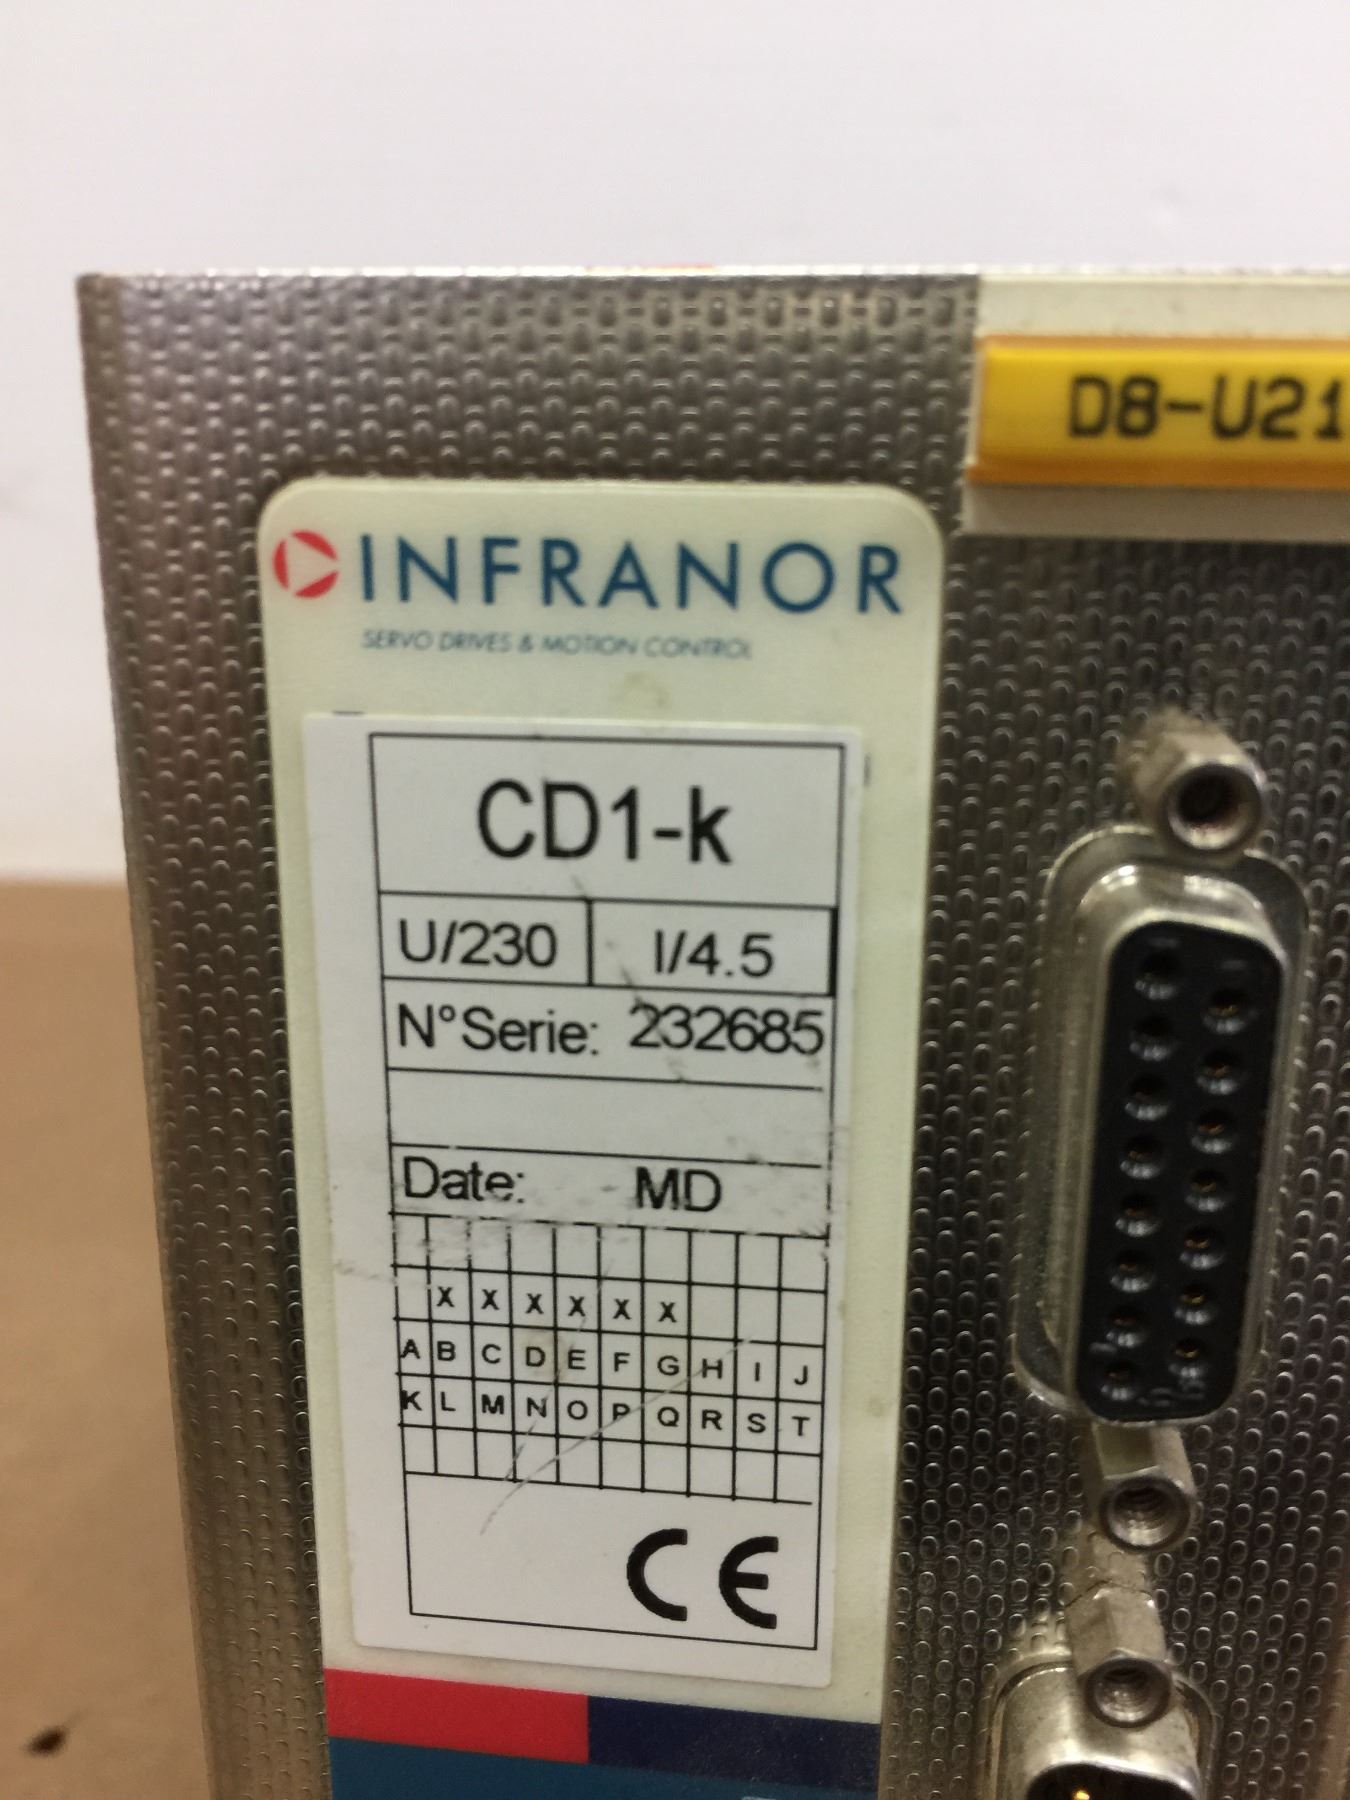 D8-U21
INFRANOR
SERVO DRIVES & MOTION CONTROL
CD1-k
U/230 I/4.5
N°Serie: 232685
Date: MD
X X X X X X
A B C D E F G H I J
K L M N O P Q R S T
CE